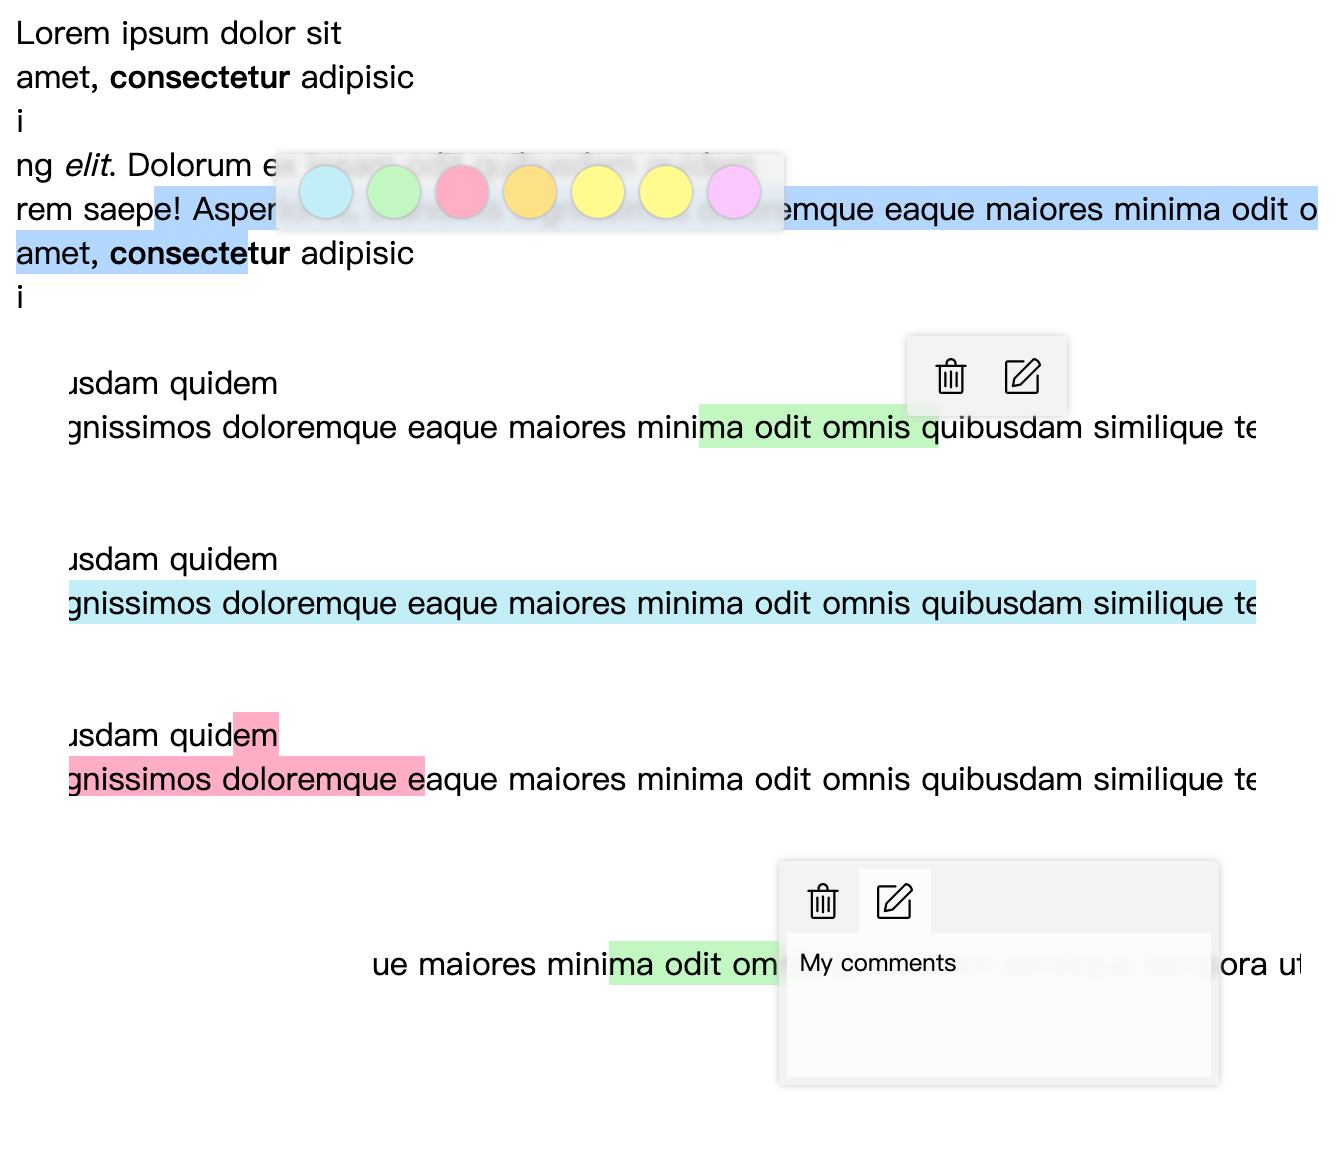 Lorem ipsum dolor sit
amet, consectetur adipisic
i
ng elit. Dolorum e
rem saepe! Asper emque eaque maiores minima odit o
amet, consectetur adipisic
i
usdam quidem
gnissimos doloremque eaque maiores minima odit omnis quibusdam similique te
usdam quidem
gnissimos doloremque eaque maiores minima odit omnis quibusdam similique te
usdam quidem
gnissimos doloremque eaque maiores minima odit omnis quibusdam similique te
ue maiores minima odit om ora ut
My comments